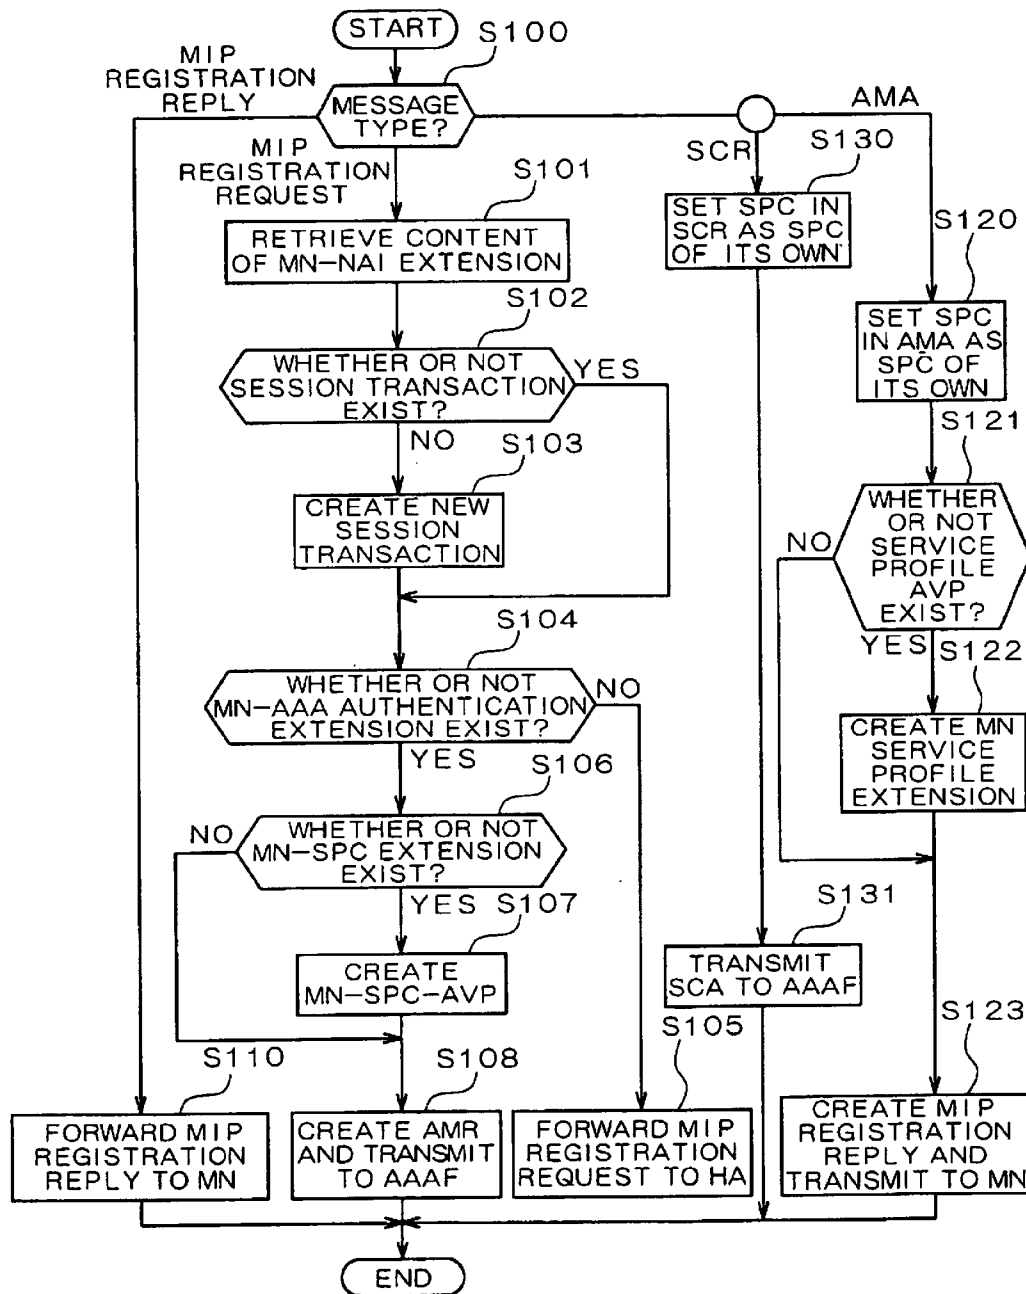 START
S100
MIP
REGISTRATION
REPLY
MESSAGE
TYPE?
AMA
SCR
MIP
REGISTRATION
REQUEST
S101
S130
RETRIEVE CONTENT
OF MN-NAI EXTENSION
SET SPC IN
SCR AS SPC
OF ITS OWN
S120
S102
SET SPC
IN AMA AS
SPC OF
ITS OWN
WHETHER OR NOT
SESSION TRANSACTION
EXIST?
YES
NO
S103
S121
CREATE NEW
SESSION
TRANSACTION
WHETHER
OR NOT
SERVICE
PROFILE
AVP
EXIST?
NO
YES
S122
S104
WHETHER OR NOT
MN-AAA AUTHENTICATION
EXTENSION EXIST?
NO
YES
CREATE MN
SERVICE
PROFILE
EXTENSION
S106
NO
WHETHER OR NOT
MN-SPC EXTENSION
EXIST?
YES
S107
S131
CREATE
MN-SPC-AVP
TRANSMIT
SCA TO AAAF
S110
S108
S105
S123
FORWARD MIP
REGISTRATION
REPLY TO MN
CREATE AMR
AND TRANSMIT
TO AAAF
FORWARD MIP
REGISTRATION
REQUEST TO HA
CREATE MIP
REGISTRATION
REPLY AND
TRANSMIT TO MN
END